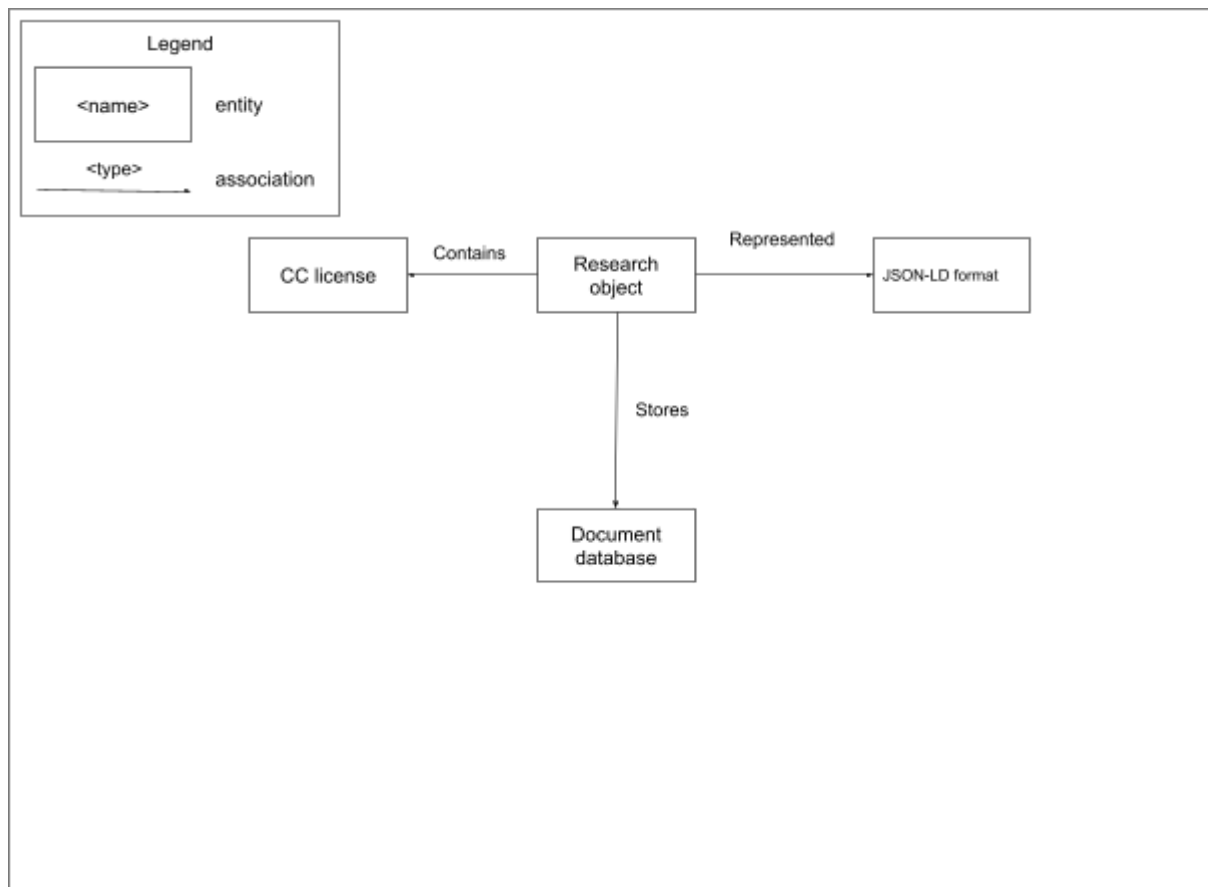 Legend
<name>
entity
<type>
association
CC license
Contains
Research
object
Represented
JSON-LD format
Stores
Document
database